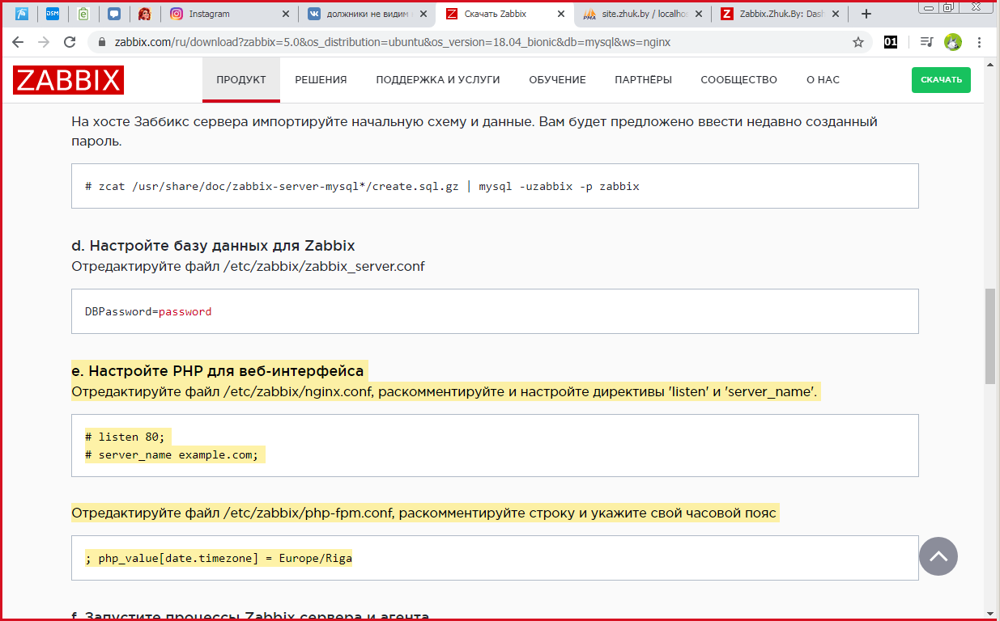 Instagram
должники не видим
Скачать Zabbix
site.zhuk.by / localhos
Zabbix.Zhuk.By: Dash
zabbix.com/ru/download?zabbix=5.0&os_distribution=ubuntu&os_version=18.04_bionic&db=mysql&ws=nginx
01
ZABBIX
ПРОДУКТ
РЕШЕНИЯ
ПОДДЕРЖКА И УСЛУГИ
ОБУЧЕНИЕ
ПАРТНЁРЫ
СООБЩЕСТВО
О НАС
СКАЧАТЬ
На хосте Заббикс сервера импортируйте начальную схему и данные. Вам будет предложено ввести недавно созданный
пароль.
# zcat /usr/share/doc/zabbix-server-mysql*/create.sql.gz | mysql -uzabbix -p zabbix
d. Настройте базу данных для Zabbix
Отредактируйте файл /etc/zabbix/zabbix_server.conf
DBPassword=password
e. Настройте PHP для веб-интерфейса
Отредактируйте файл /etc/zabbix/nginx.conf, раскомментируйте и настройте директивы 'listen' и 'server_name'.
# listen 80;
# server_name example.com;
Отредактируйте файл /etc/zabbix/php-fpm.conf, раскомментируйте строку и укажите свой часовой пояс
; php_value[date.timezone] = Europe/Riga
f. Запустите процессы Zabbix сервера и агента